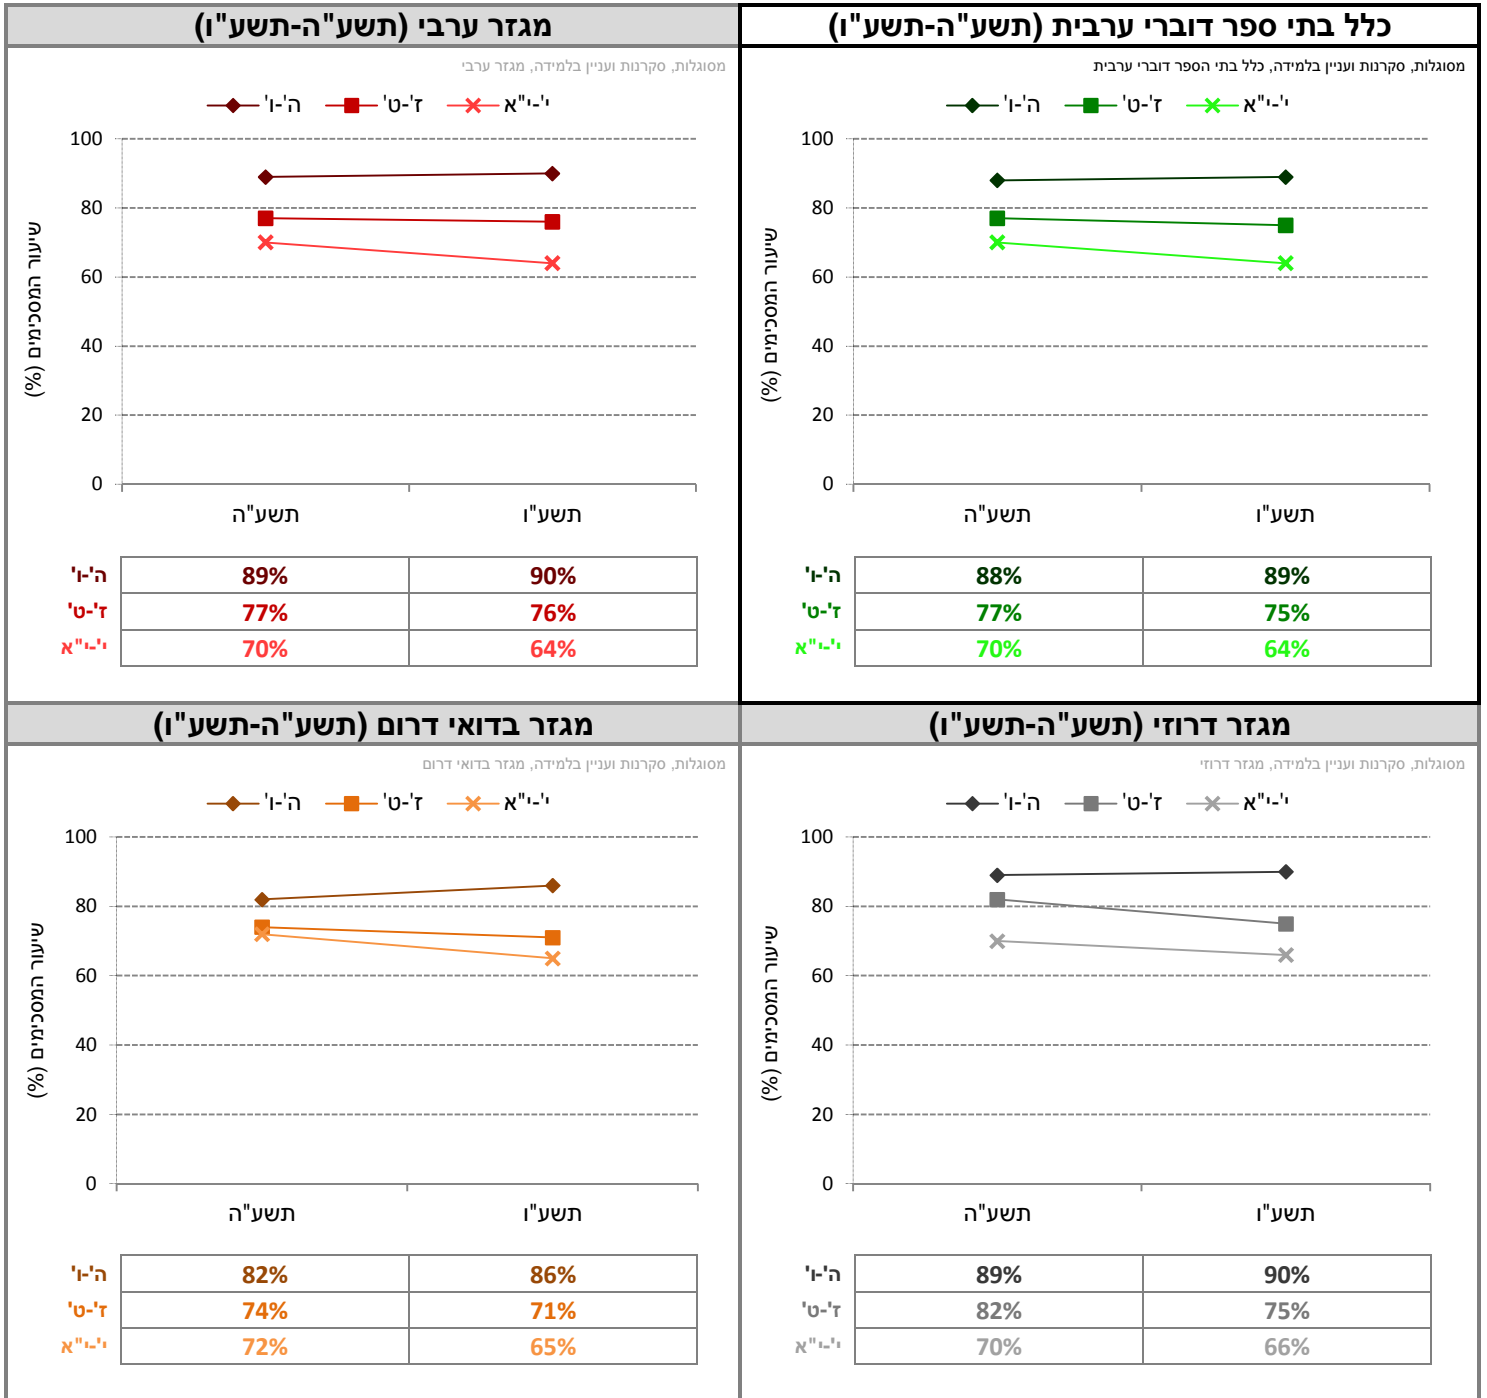 כלל בתי ספר דוברי ערבית (תשע"ה-תשע"ו)
מסוגלות, סקרנות ועניין בלמידה, כלל בתי הספר דוברי ערבית
ה'-ו' ז'-ט' י'-י"א
שיעור המסכימים (%)
100
80
60
40
20
0
תשע"ה תשע"ו
ה'-ו' 88% 89%
ז'-ט' 77% 75%
י'-י"א 70% 64%
מגזר ערבי (תשע"ה-תשע"ו)
מסוגלות, סקרנות ועניין בלמידה, מגזר ערבי
ה'-ו' ז'-ט' י'-י"א
שיעור המסכימים (%)
100
80
60
40
20
0
תשע"ה תשע"ו
ה'-ו' 89% 90%
ז'-ט' 77% 76%
י'-י"א 70% 64%
מגזר דרוזי (תשע"ה-תשע"ו)
מסוגלות, סקרנות ועניין בלמידה, מגזר דרוזי
ה'-ו' ז'-ט' י'-י"א
שיעור המסכימים (%)
100
80
60
40
20
0
תשע"ה תשע"ו
ה'-ו' 89% 90%
ז'-ט' 82% 75%
י'-י"א 70% 66%
מגזר בדואי דרום (תשע"ה-תשע"ו)
מסוגלות, סקרנות ועניין בלמידה, מגזר בדואי דרום
ה'-ו' ז'-ט' י'-י"א
שיעור המסכימים (%)
100
80
60
40
20
0
תשע"ה תשע"ו
ה'-ו' 82% 86%
ז'-ט' 74% 71%
י'-י"א 72% 65%